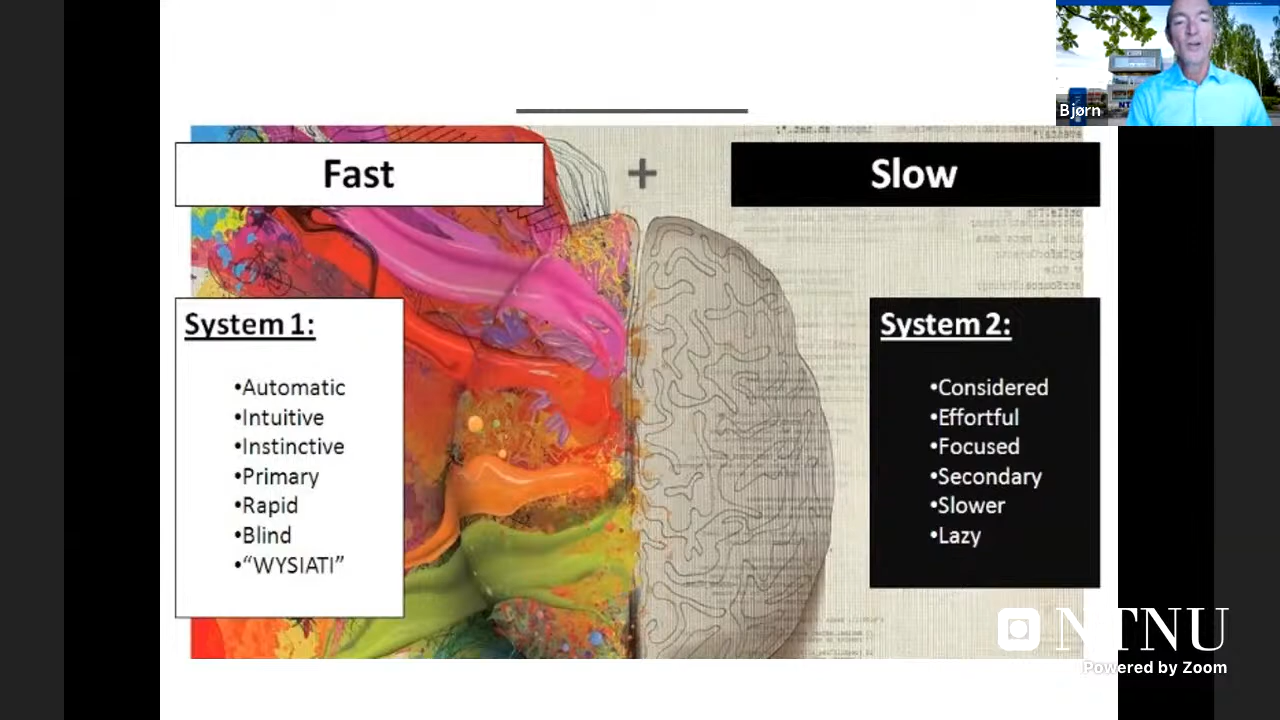 Bjørn
Fast
+
Slow
System 1:
•Automatic
•Intuitive
•Instinctive
•Primary
•Rapid
•Blind
•“WYSIATI”
System 2:
•Considered
•Effortful
•Focused
•Secondary
•Slower
•Lazy
NTNU
Powered by Zoom